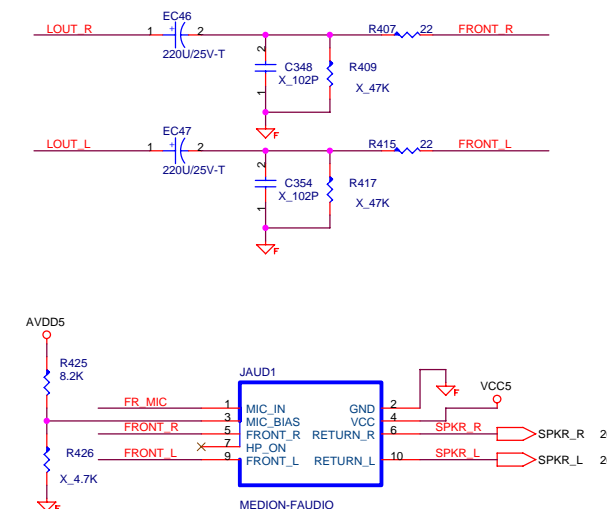 EC46
LOUT_R 1 + 2 R407 22 FRONT_R
220U/25V-T
2 C348 R409
X_102P X_47K
1
F
EC47
LOUT_L 1 + 2 R415 22 FRONT_L
220U/25V-T
2 C354 R417
X_102P X_47K
1
F
AVDD5
R425
8.2K
JAUD1
F
VCC5
FR_MIC 1 MIC_IN GND 2
3 MIC_BIAS VCC 4
FRONT_R 5 FRONT_R RETURN_R 6 SPKR_R SPKR_R 2
7 HP_ON
FRONT_L 9 FRONT_L RETURN_L 10 SPKR_L SPKR_L 2
R426
X_4.7K
F
MEDION-FAUDIO